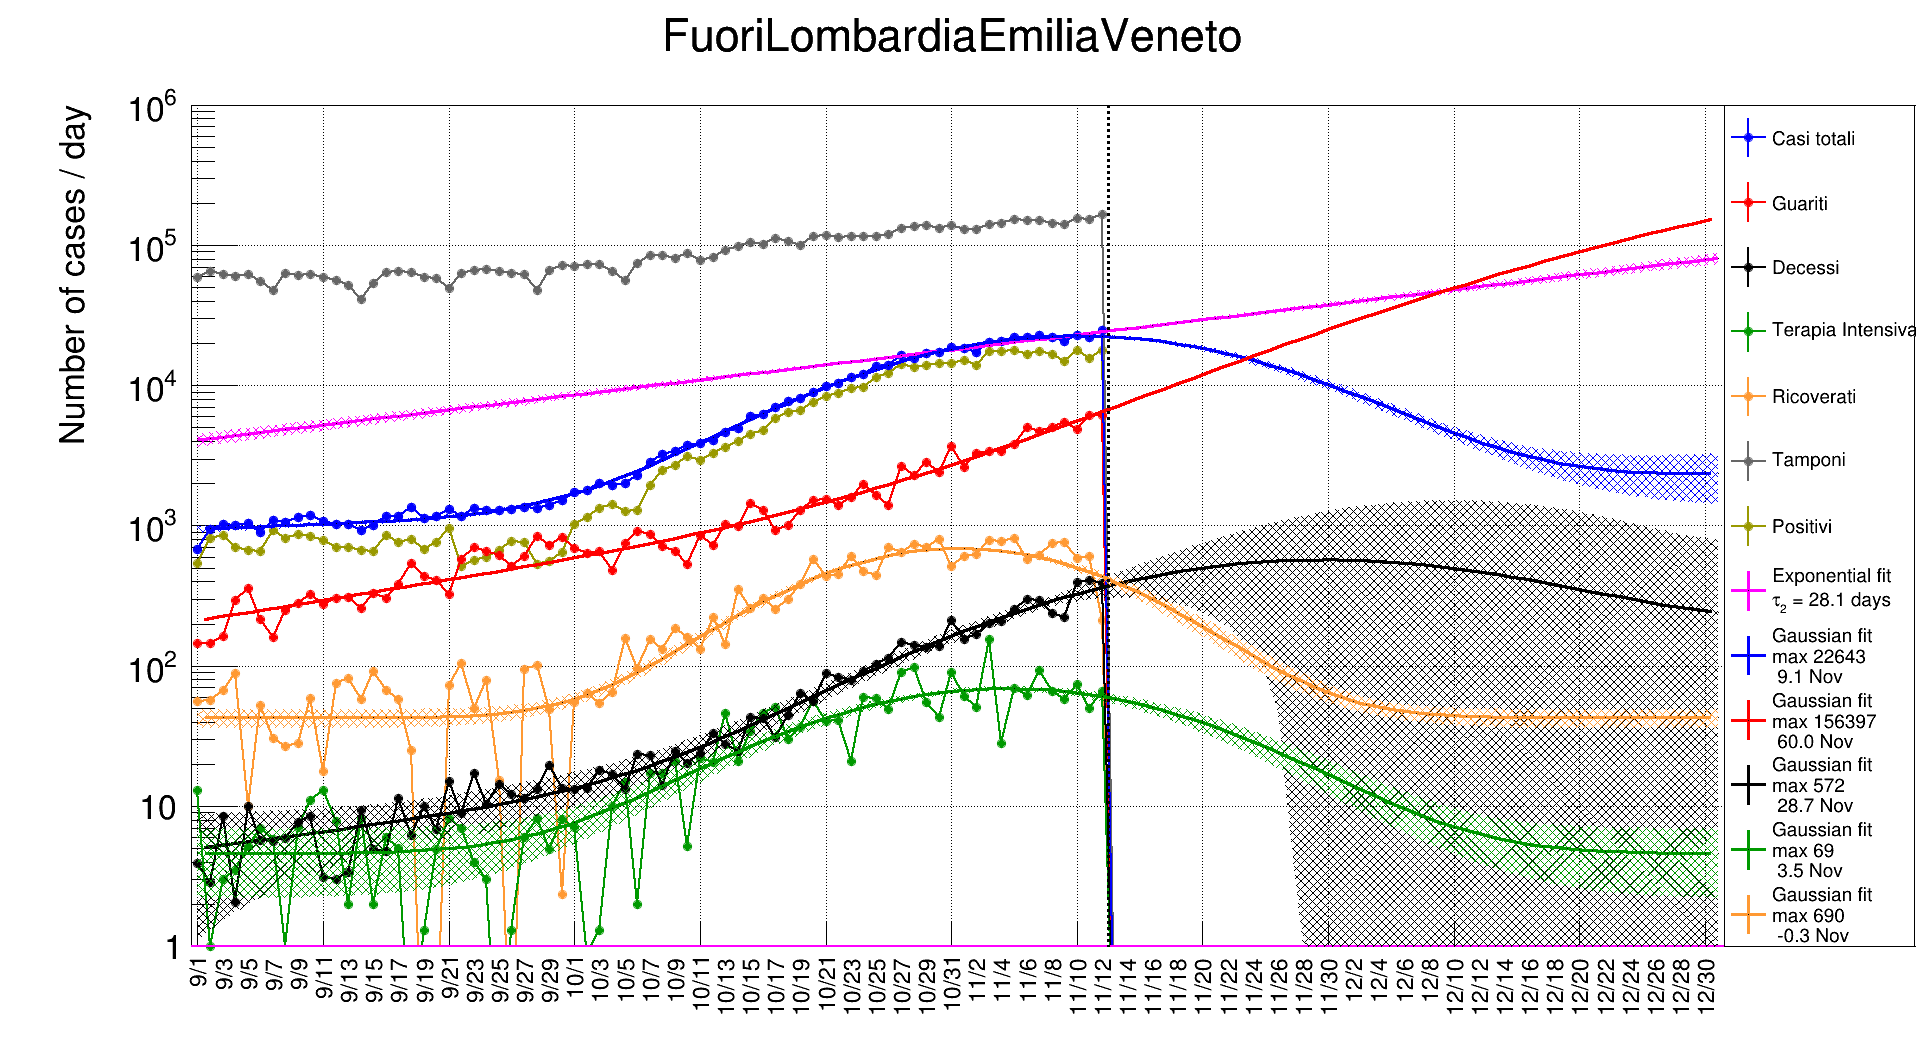 FuoriLombardiaEmiliaVeneto
Number of cases / day
10^6
10^5
10^4
10^3
10^2
10
1
9/1
9/3
9/5
9/7
9/9
9/11
9/13
9/15
9/17
9/19
9/21
9/23
9/25
9/27
9/29
10/1
10/3
10/5
10/7
10/9
10/11
10/13
10/15
10/17
10/19
10/21
10/23
10/25
10/27
10/29
10/31
11/2
11/4
11/6
11/8
11/10
11/12
11/14
11/16
11/18
11/20
11/22
11/24
11/26
11/28
11/30
12/2
12/4
12/6
12/8
12/10
12/12
12/14
12/16
12/18
12/20
12/22
12/24
12/26
12/28
12/30
Casi totali
Guariti
Decessi
Terapia Intensiva
Ricoverati
Tamponi
Positivi
Exponential fit
τ_2 = 28.1 days
Gaussian fit
max 22643
9.1 Nov
Gaussian fit
max 156397
60.0 Nov
Gaussian fit
max 572
28.7 Nov
Gaussian fit
max 69
3.5 Nov
Gaussian fit
max 690
-0.3 Nov